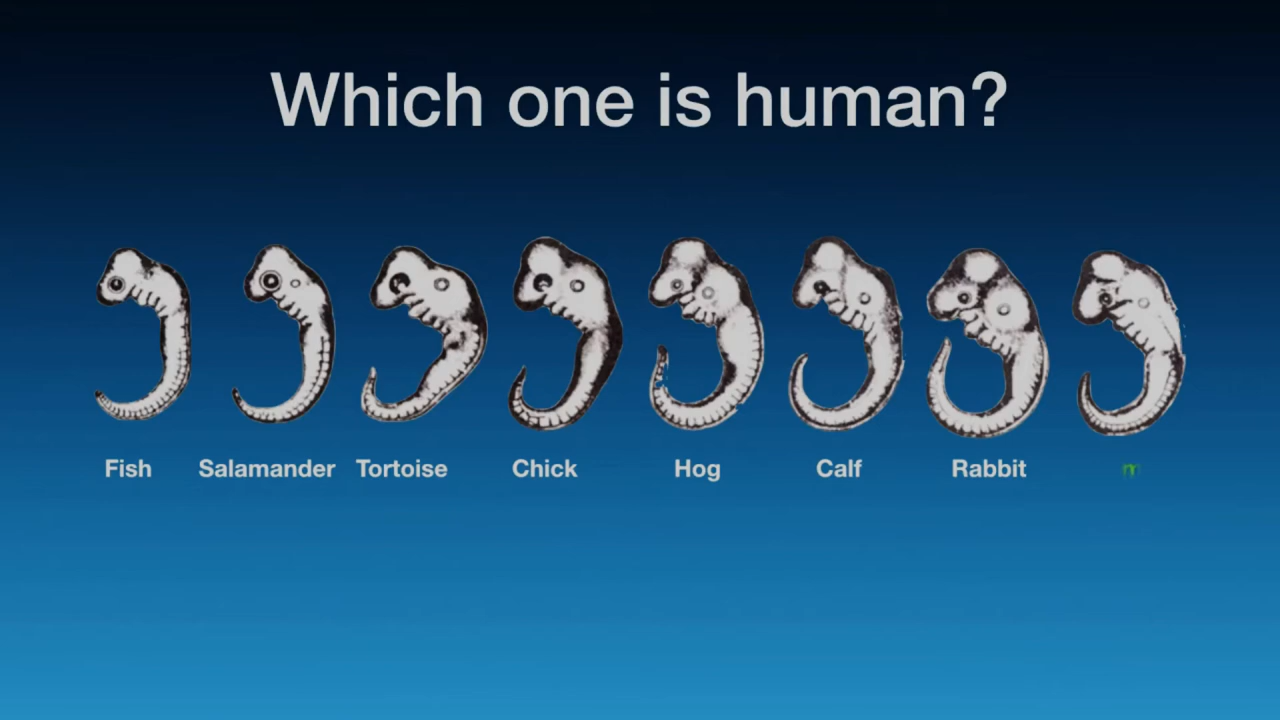 Which one is human?
Fish Salamander Tortoise Chick Hog Calf Rabbit